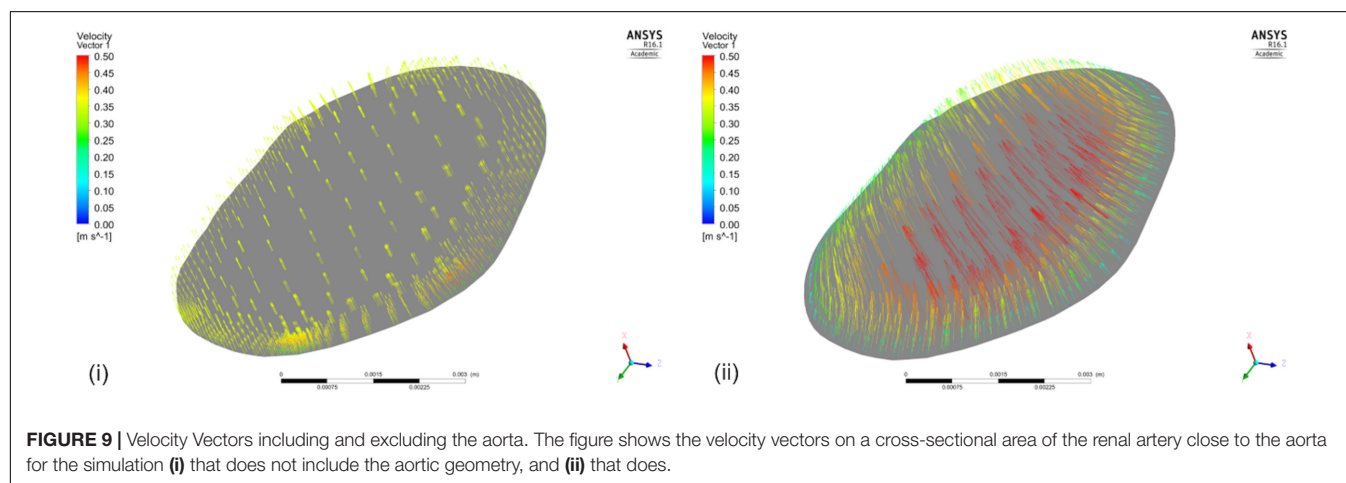 Velocity
Vector 1
0.50
0.45
0.40
0.35
0.30
0.25
0.20
0.15
0.10
0.05
0.00
[m s^-1]
ANSYS
R16.1
Academic
X
Z
0 0.0015 0.003 (m)
0.00075 0.00225
(i)
Velocity
Vector 1
0.50
0.45
0.40
0.35
0.30
0.25
0.20
0.15
0.10
0.05
0.00
[m s^-1]
ANSYS
R16.1
Academic
X
Z
0 0.0015 0.003 (m)
0.00075 0.00225
(ii)
FIGURE 9 | Velocity Vectors including and excluding the aorta. The figure shows the velocity vectors on a cross-sectional area of the renal artery close to the aorta
for the simulation (i) that does not include the aortic geometry, and (ii) that does.